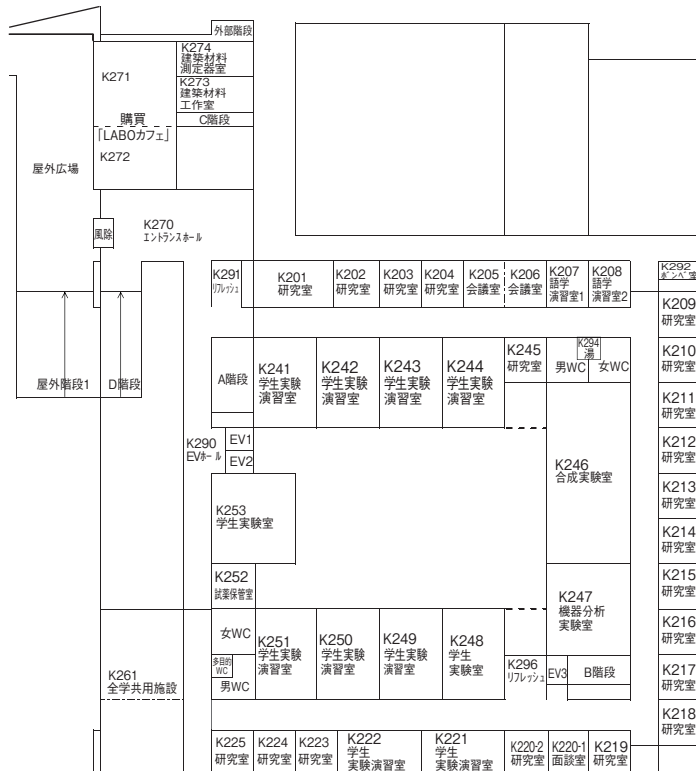 外部階段
K274
建築材料
測定器室
K271
K273
建築材料
工作室
購買
C階段
「LABOカフェ」
K272
屋外広場
風除
K270
エントランスホール
K291
リフレッシュ
K201
研究室
K202
研究室
K203
研究室
K204
研究室
K205
会議室
K206
会議室
K207
語学
演習室1
K208
語学
演習室2
K292
ボンベ室
K209
研究室
屋外階段1
D階段
A階段
K241
学生実験
演習室
K242
学生実験
演習室
K243
学生実験
演習室
K244
学生実験
演習室
K245
研究室
K294
湯
男WC
女WC
K210
研究室
K211
研究室
K290
EVホール
EV1
EV2
K246
合成実験室
K212
研究室
K253
学生実験室
K213
研究室
K214
研究室
K252
試薬保管室
K247
機器分析
実験室
K215
研究室
女WC
多目的
WC
男WC
K251
学生実験
演習室
K250
学生実験
演習室
K249
学生実験
演習室
K248
学生
実験室
K216
研究室
K261
全学共用施設
K296
リフレッシュ
EV3
B階段
K217
研究室
K218
研究室
K225
研究室
K224
研究室
K223
研究室
K222
学生
実験演習室
K221
学生
実験演習室
K220-2
研究室
K220-1
面談室
K219
研究室